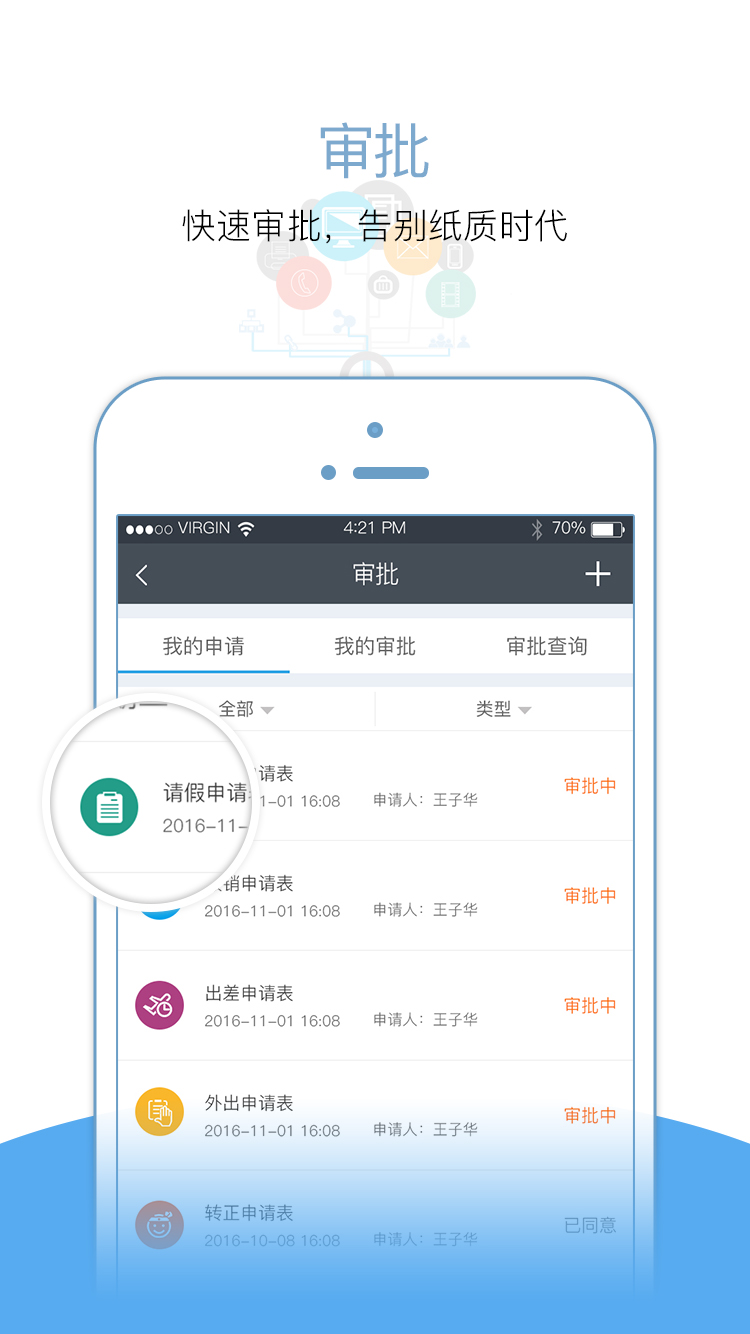 审批
快速审批，告别纸质时代
VIRGIN 4:21 PM 70%
审批
我的申请 我的审批 审批查询
全部 类型
请表
请假申请
1-01 16:08 申请人：王子华 审批中
2016-11-
销申请表
2016-11-01 16:08 申请人：王子华 审批中
出差申请表
2016-11-01 16:08 申请人：王子华 审批中
外出申请表
2016-11-01 16:08 申请人：王子华 审批中
转正申请表
2016-10-08 16:08 申请人：王子华 已同意